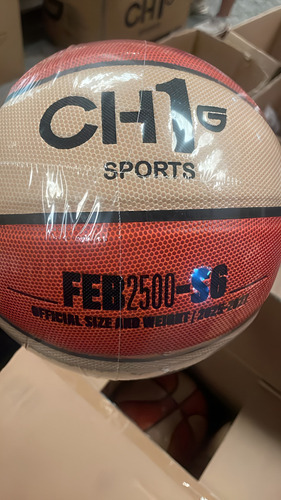 CH1G
SPORTS
FEB2500-S6
OFFICIAL SIZE AND WEIGHT /